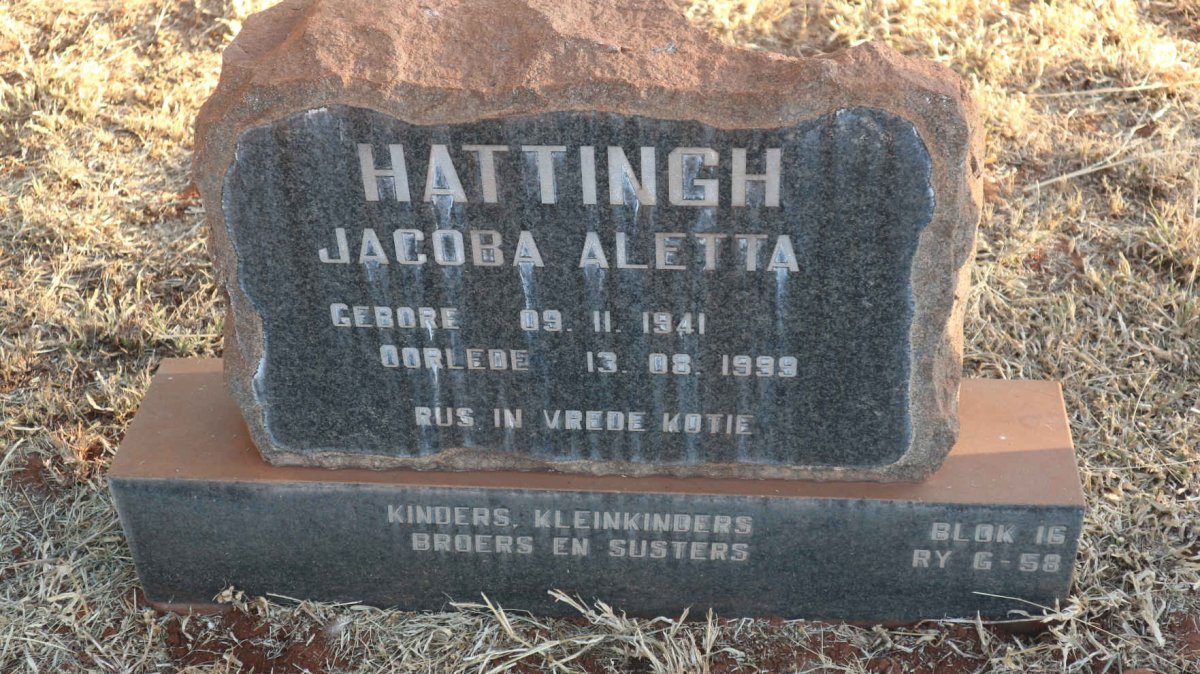 HATTINGH
JACOBA ALETTA
GEBORE 09. 11. 1941
OORLEDE 13. 08. 1999
RUS IN VREDE KOTIE
KINDERS, KLEINKINDERS
BROERS EN SUSTERS
BLOK 16
RY G-58